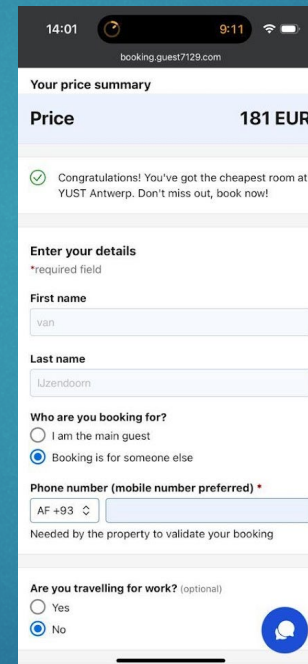 14:01
9:11
booking.guest7129.com
Your price summary
Price 181 EUR
Congratulations! You've got the cheapest room at
YUST Antwerp. Don't miss out, book now!
Enter your details
*required field
First name
van
Last name
IJzendoorn
Who are you booking for?
I am the main guest
Booking is for someone else
Phone number (mobile number preferred) *
AF +93
Needed by the property to validate your booking
Are you travelling for work? (optional)
Yes
No